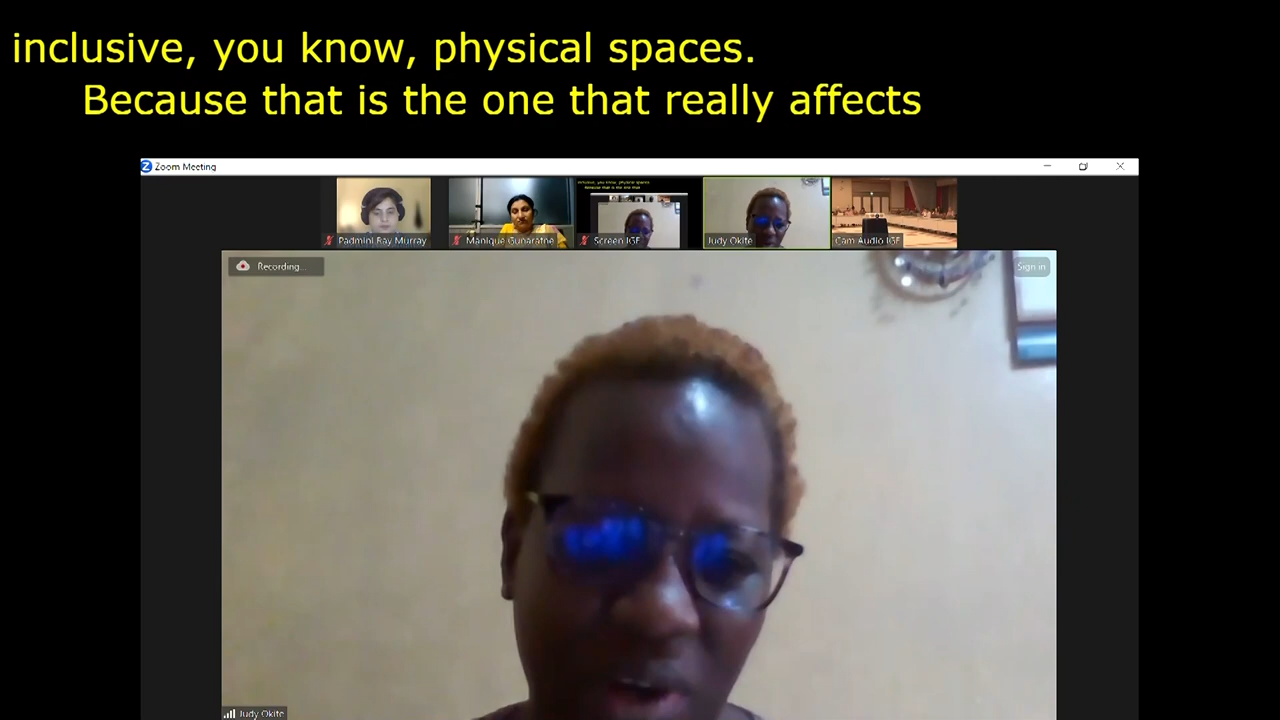 inclusive, you know, physical spaces.
Because that is the one that really affects
Zoom Meeting
Padmini Ray Murray
Manique Gunaratne
Screen IGF
Judy Okite
Cam Audio IGF
Recording...
Sign in
Judy Okite